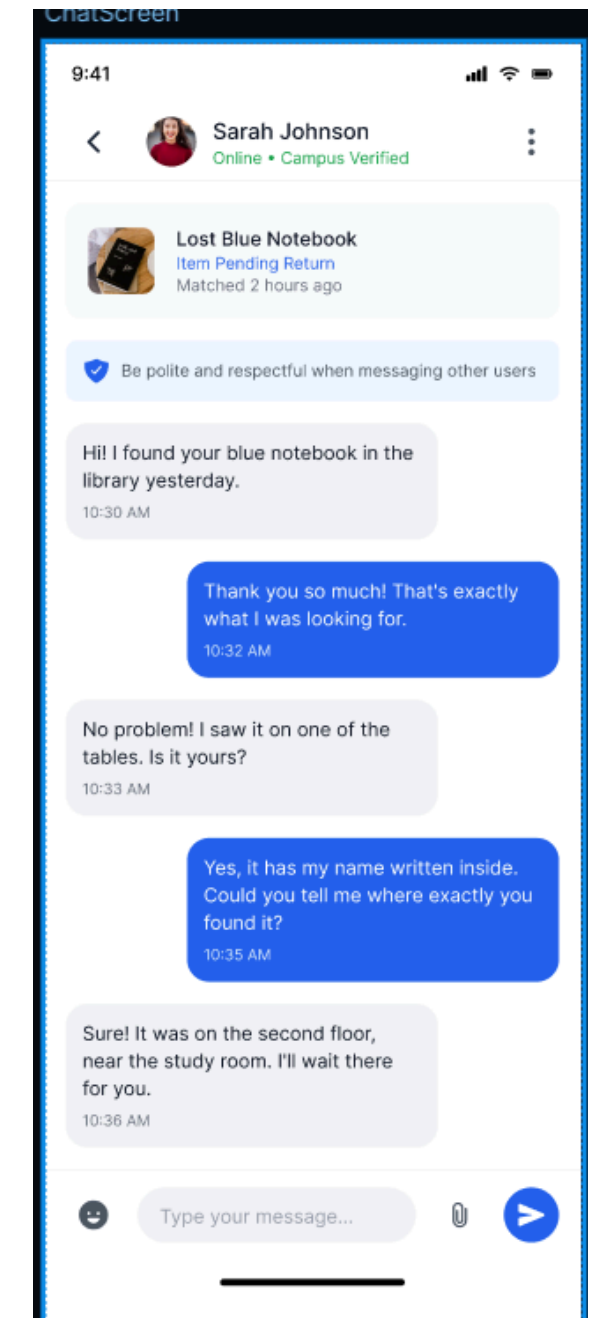 ChatScreen
9:41
Sarah Johnson
Online • Campus Verified
Lost Blue Notebook
Item Pending Return
Matched 2 hours ago
Be polite and respectful when messaging other users
Hi! I found your blue notebook in the
library yesterday.
10:30 AM
Thank you so much! That's exactly
what I was looking for.
10:32 AM
No problem! I saw it on one of the
tables. Is it yours?
10:33 AM
Yes, it has my name written inside.
Could you tell me where exactly you
found it?
10:35 AM
Sure! It was on the second floor,
near the study room. I'll wait there
for you.
10:36 AM
Type your message...